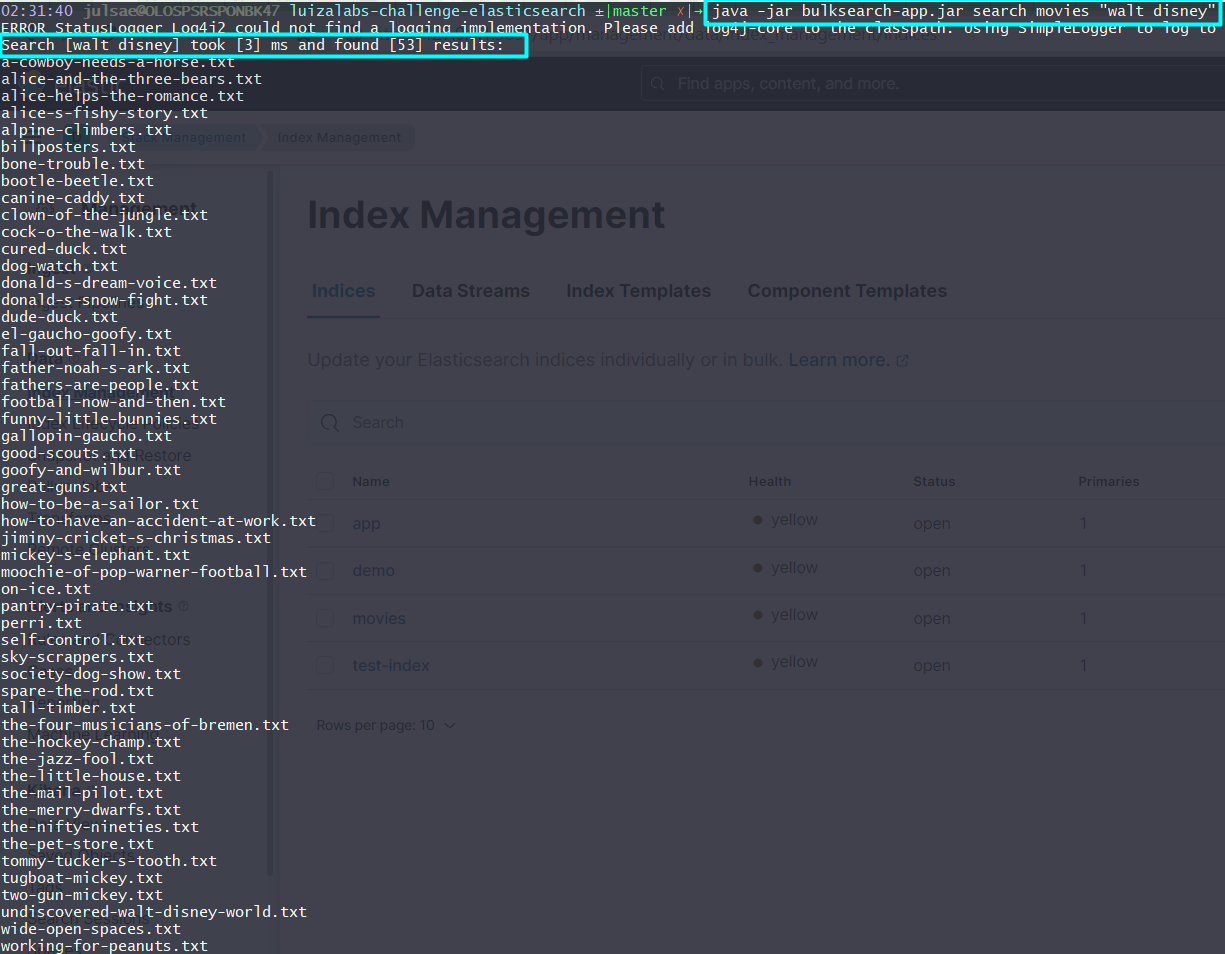 02:31:40 julsae@OLOSPSRSPONBK47 luizalabs-challenge-elasticsearch ±|master ✗|→ java -jar bulksearch-app.jar search movies "walt disney"
ERROR StatusLogger Log4j2 could not find a logging implementation. Please add log4j-core to the classpath. Using SimpleLogger to log to
Search [walt disney] took [3] ms and found [53] results:
a-cowboy-needs-a-horse.txt
alice-and-the-three-bears.txt
Find apps, content, and more.
alice-helps-the-romance.txt
alice-s-fishy-story.txt
alpine-climbers.txt
Management
Index Management
billposters.txt
bone-trouble.txt
bootle-beetle.txt
canine-caddy.txt
Management
Index Management
clown-of-the-jungle.txt
cock-o-the-walk.txt
cured-duck.txt
dog-watch.txt
donald-s-dream-voice.txt
Indices
Data Streams
Index Templates
Component Templates
donald-s-snow-fight.txt
dude-duck.txt
el-gaucho-goofy.txt
fall-out-fall-in.txt
Update your Elasticsearch indices individually or in bulk. Learn more.
father-noah-s-ark.txt
fathers-are-people.txt
football-now-and-then.txt
funny-little-bunnies.txt
Search
gallopin-gaucho.txt
good-scouts.txt
goofy-and-wilbur.txt
great-guns.txt
Name Health Status Primaries
how-to-be-a-sailor.txt
how-to-have-an-accident-at-work.txt
app yellow open 1
jiminy-cricket-s-christmas.txt
mickey-s-elephant.txt
moochie-of-pop-warner-football.txt
demo yellow open 1
on-ice.txt
pantry-pirate.txt
perri.txt
movies yellow open 1
self-control.txt
sky-scrappers.txt
society-dog-show.txt
test-index yellow open 1
spare-the-rod.txt
tall-timber.txt
the-four-musicians-of-bremen.txt
Rows per page: 10
the-hockey-champ.txt
the-jazz-fool.txt
the-little-house.txt
the-mail-pilot.txt
the-merry-dwarfs.txt
the-nifty-nineties.txt
the-pet-store.txt
tommy-tucker-s-tooth.txt
tugboat-mickey.txt
two-gun-mickey.txt
undiscovered-walt-disney-world.txt
wide-open-spaces.txt
working-for-peanuts.txt